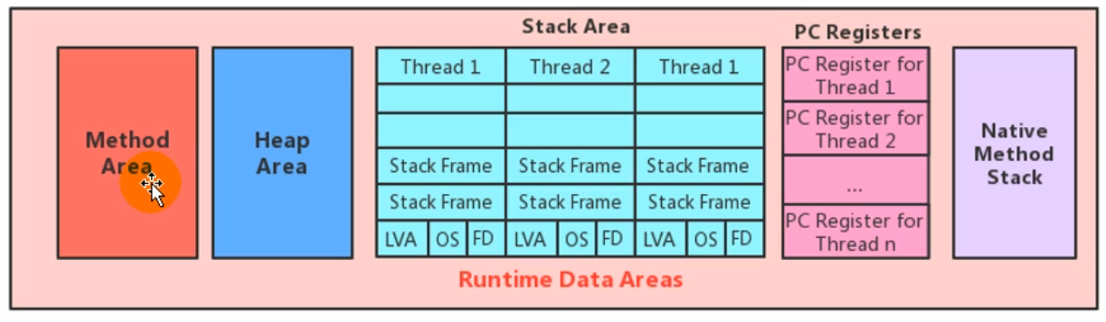 Stack Area
PC Registers
Method
Area
Heap
Area
Thread 1
Thread 2
Thread 1
Stack Frame
Stack Frame
Stack Frame
Stack Frame
Stack Frame
Stack Frame
LVA
OS
FD
LVA
OS
FD
LVA
OS
FD
PC Register for
Thread 1
PC Register for
Thread 2
...
PC Register for
Thread n
Native
Method
Stack
Runtime Data Areas